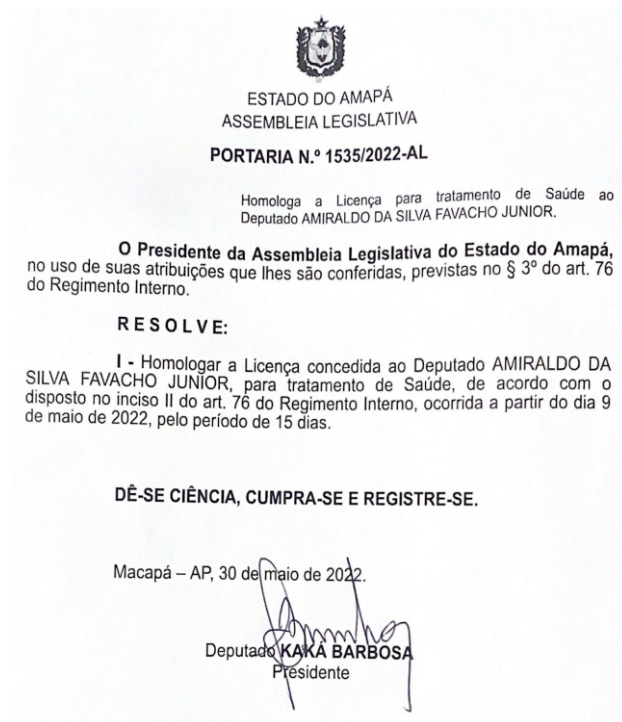 ESTADO DO AMAPÁ
ASSEMBLEIA LEGISLATIVA
PORTARIA N.º 1535/2022-AL
Homologa a Licença para tratamento de Saúde ao
Deputado AMIRALDO DA SILVA FAVACHO JUNIOR.
O Presidente da Assembleia Legislativa do Estado do Amapá,
no uso de suas atribuições que lhes são conferidas, previstas no § 3º do art. 76
do Regimento Interno.
R E S O L V E:
I - Homologar a Licença concedida ao Deputado AMIRALDO DA
SILVA FAVACHO JUNIOR, para tratamento de Saúde, de acordo com o
disposto no inciso II do art. 76 do Regimento Interno, ocorrida a partir do dia 9
de maio de 2022, pelo período de 15 dias.
DÊ-SE CIÊNCIA, CUMPRA-SE E REGISTRE-SE.
Macapá – AP, 30 de maio de 2022.
Deputado KAKÁ BARBOSA
Presidente